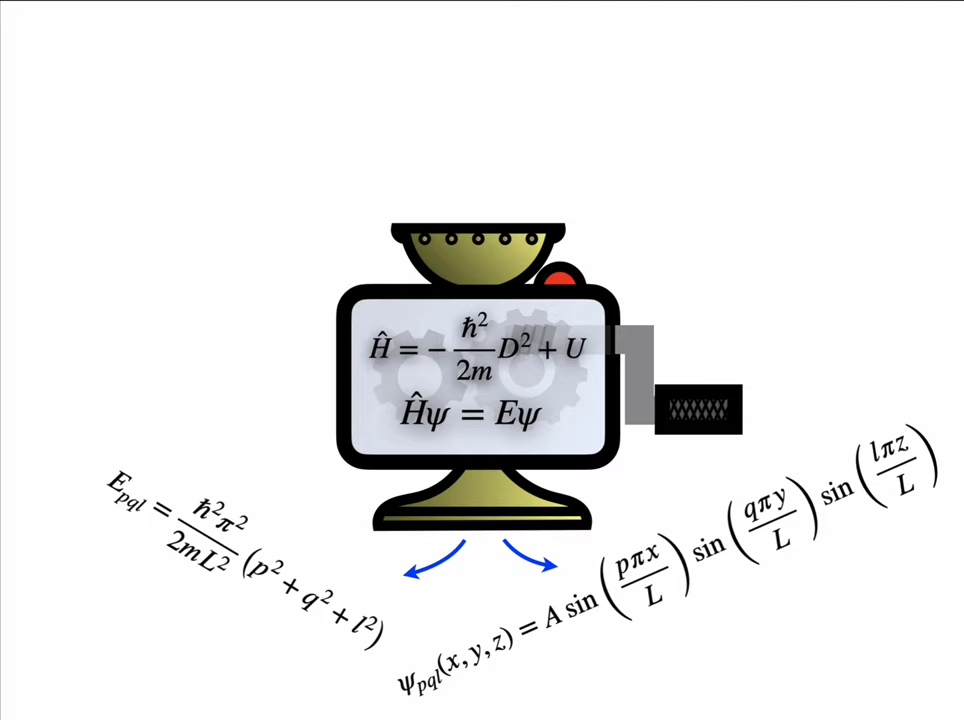 Ĥ = − ℏ²/2m D² + U
Ĥψ = Eψ
E_pql = ℏ²π²/2mL² (p² + q² + l²)
ψ_pql(x, y, z) = A sin(pπx/L) sin(qπy/L) sin(lπz/L)